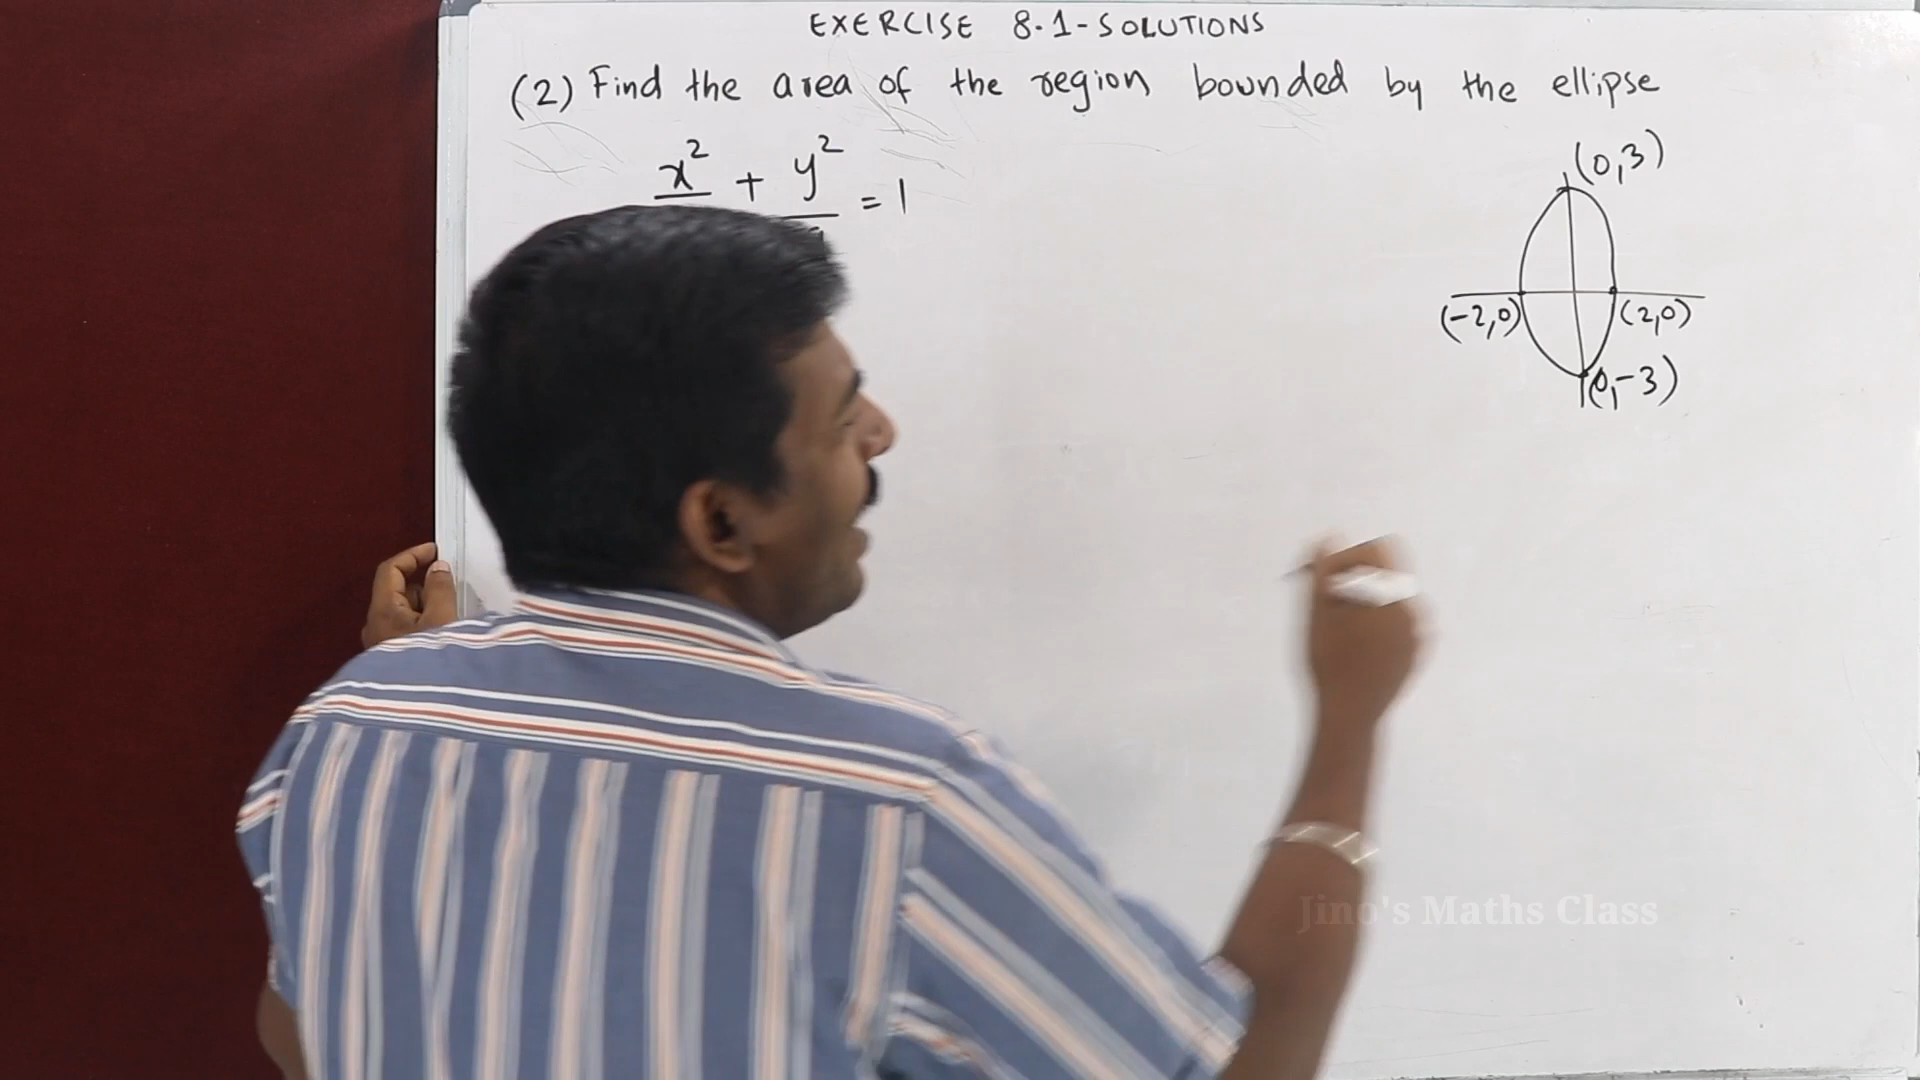 EXERCISE 8.1-SOLUTIONS
(2) Find the area of the region bounded by the ellipse
x² + y² = 1
(0,3)
(-2,0) (2,0)
(0,-3)
Jino's Maths Class